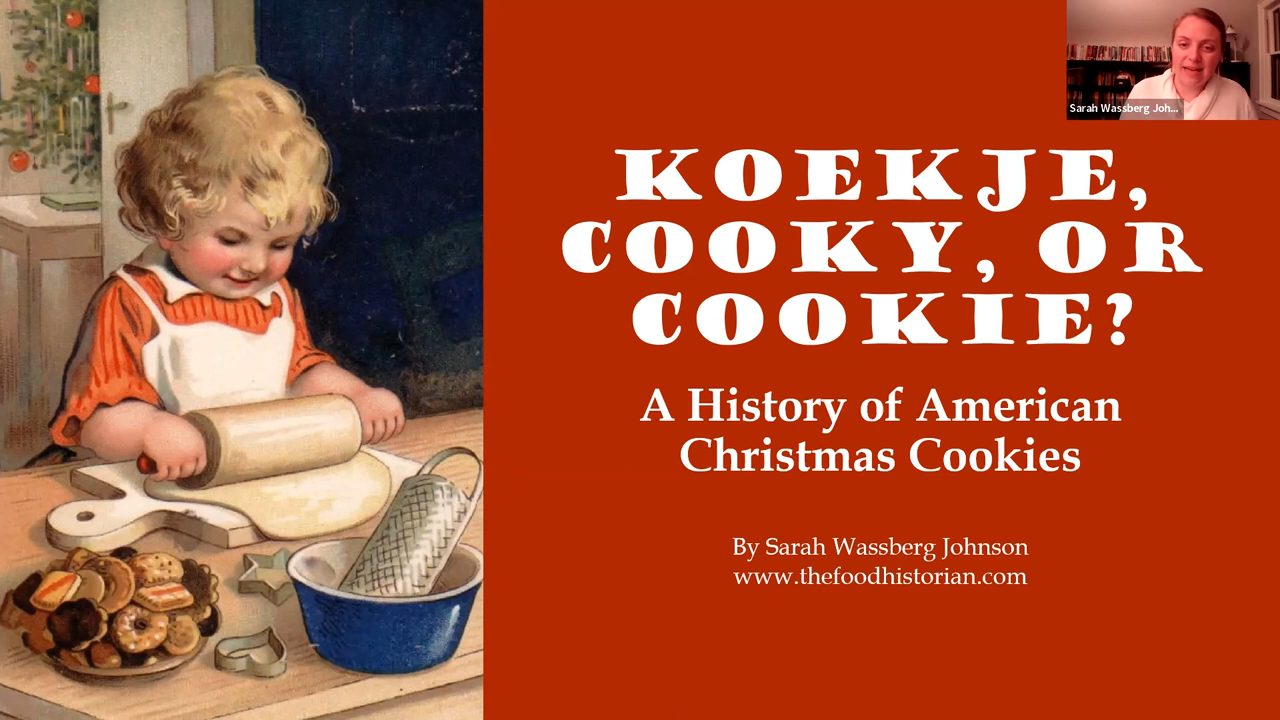 Sarah Wassberg Joh...
KOEKJE,
COOKY, OR
COOKIE?
A History of American
Christmas Cookies
By Sarah Wassberg Johnson
www.thefoodhistorian.com